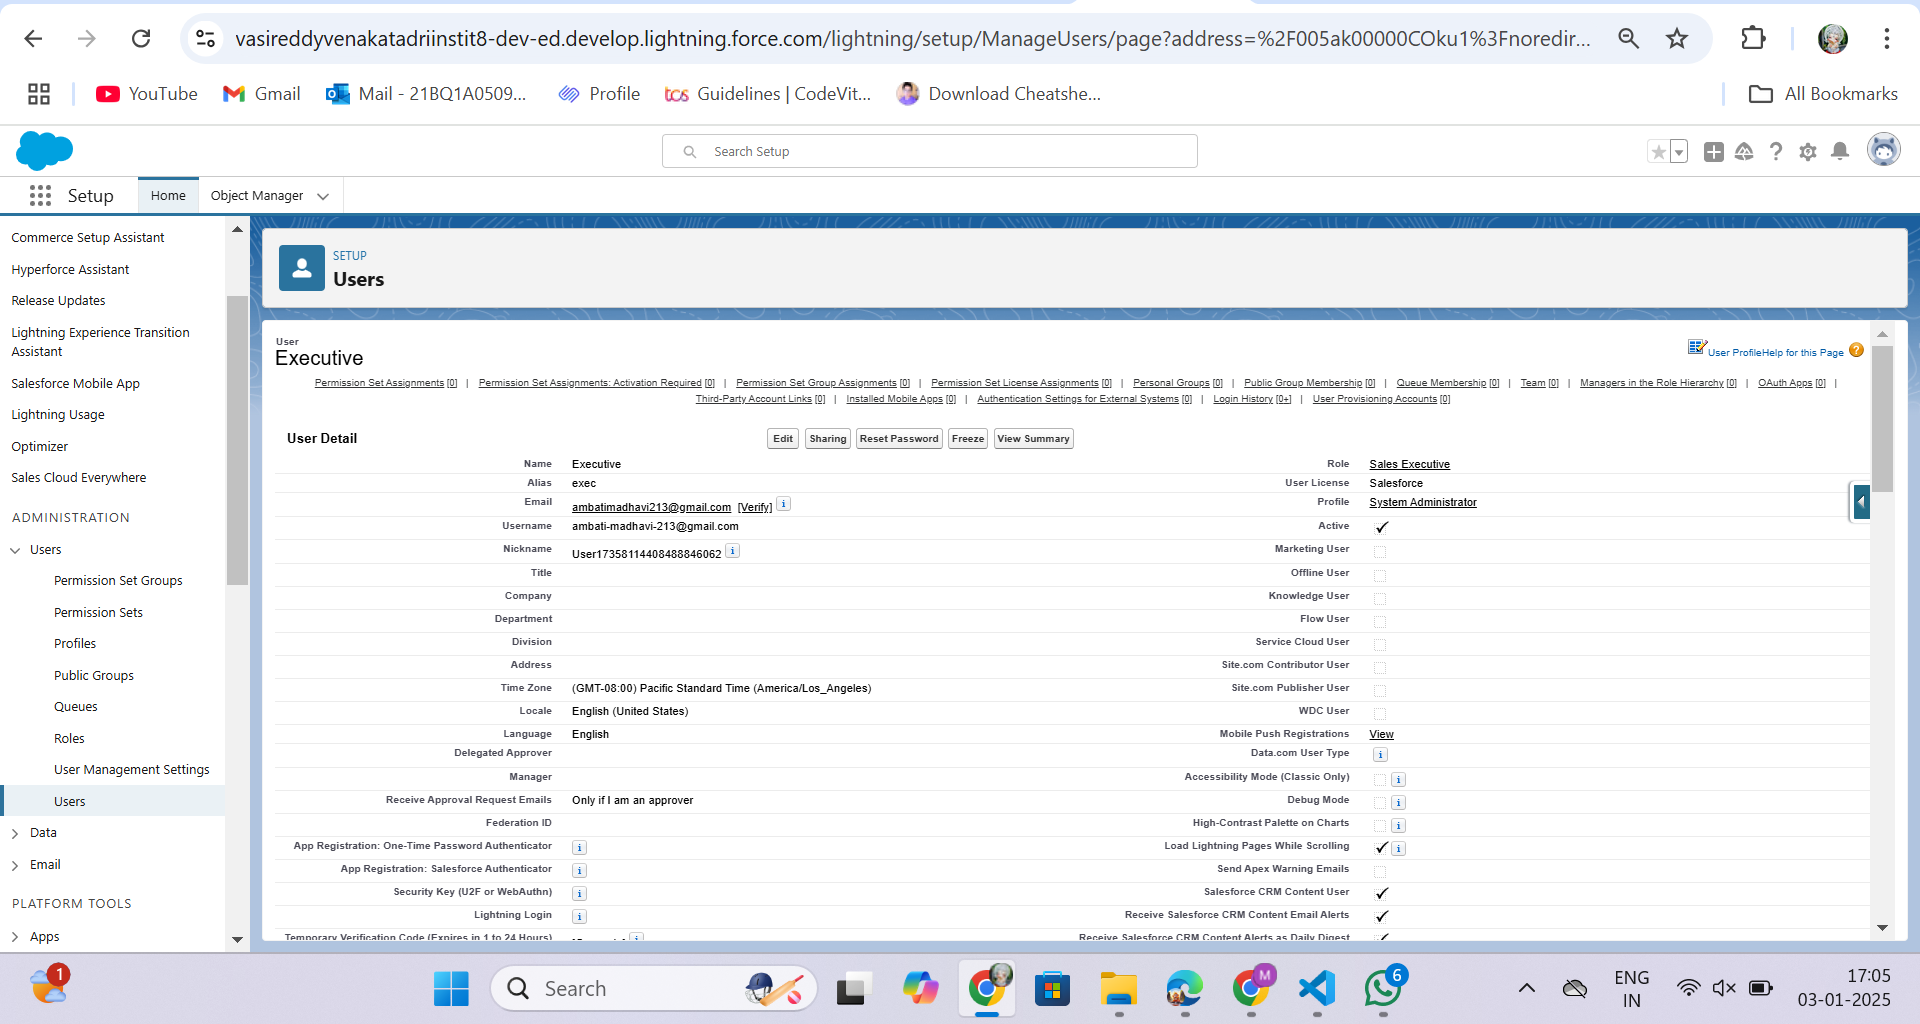 vasireddyvenakatadriinstit8-dev-ed.develop.lightning.force.com/lightning/setup/ManageUsers/page?address=%2F005ak00000COku1%3Fnoredir...
YouTube
Gmail
Mail - 21BQ1A0509...
Profile
tcs Guidelines | CodeVit...
Download Cheatshe...
All Bookmarks
Search Setup
Setup
Home
Object Manager
Commerce Setup Assistant
Hyperforce Assistant
Release Updates
Lightning Experience Transition
Assistant
Salesforce Mobile App
Lightning Usage
Optimizer
Sales Cloud Everywhere
ADMINISTRATION
Users
Permission Set Groups
Permission Sets
Profiles
Public Groups
Queues
Roles
User Management Settings
Users
Data
Email
PLATFORM TOOLS
Apps
SETUP
Users
User
Executive
User Profile Help for this Page
Permission Set Assignments [0] | Permission Set Assignments: Activation Required [0] | Permission Set Group Assignments [0] | Permission Set License Assignments [0] | Personal Groups [0] | Public Group Membership [0] | Queue Membership [0] | Team [0] | Managers in the Role Hierarchy [0] | OAuth Apps [0] |
Third-Party Account Links [0] | Installed Mobile Apps [0] | Authentication Settings for External Systems [0] | Login History [0+] | User Provisioning Accounts [0]
User Detail
Edit Sharing Reset Password Freeze View Summary
Name Executive
Role Sales Executive
Alias exec
User License Salesforce
Email ambatimadhavi213@gmail.com [Verify] i
Profile System Administrator
Username ambati-madhavi-213@gmail.com
Active
Nickname User17358114408488846062 i
Marketing User
Title
Offline User
Company
Knowledge User
Department
Flow User
Division
Service Cloud User
Address
Site.com Contributor User
Time Zone (GMT-08:00) Pacific Standard Time (America/Los_Angeles)
Site.com Publisher User
Locale English (United States)
WDC User
Language English
Mobile Push Registrations View
Delegated Approver
Data.com User Type i
Manager
Accessibility Mode (Classic Only) i
Receive Approval Request Emails Only if I am an approver
Debug Mode i
Federation ID
High-Contrast Palette on Charts i
App Registration: One-Time Password Authenticator i
Load Lightning Pages While Scrolling i
App Registration: Salesforce Authenticator i
Send Apex Warning Emails
Security Key (U2F or WebAuthn) i
Salesforce CRM Content User
Lightning Login i
Receive Salesforce CRM Content Email Alerts
Temporary Verification Code (Expires in 1 to 24 Hours)
Receive Salesforce CRM Content Alerts as Daily Digest
1
Search
M
6
ENG
IN
17:05
03-01-2025